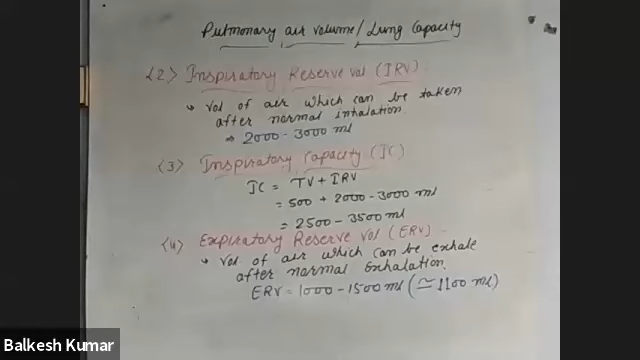 Pulmonary air volume/Lung Capacity
(2) Inspiratory Reserve vol (IRV)
↳ vol of air which can be taken
after normal inhalation
⇒ 2000 - 3000 ml
(3) Inspiratory Capacity (IC)
IC = TV + IRV
= 500 + 2000 - 3000 ml
= 2500 - 3500 ml
(4) Expiratory Reserve Vol (ERV)
↳ Vol. of air which can be exhale
after normal Exhalation.
ERV = 1000 - 1500 ml (≅ 1100 ml)
Balkesh Kumar